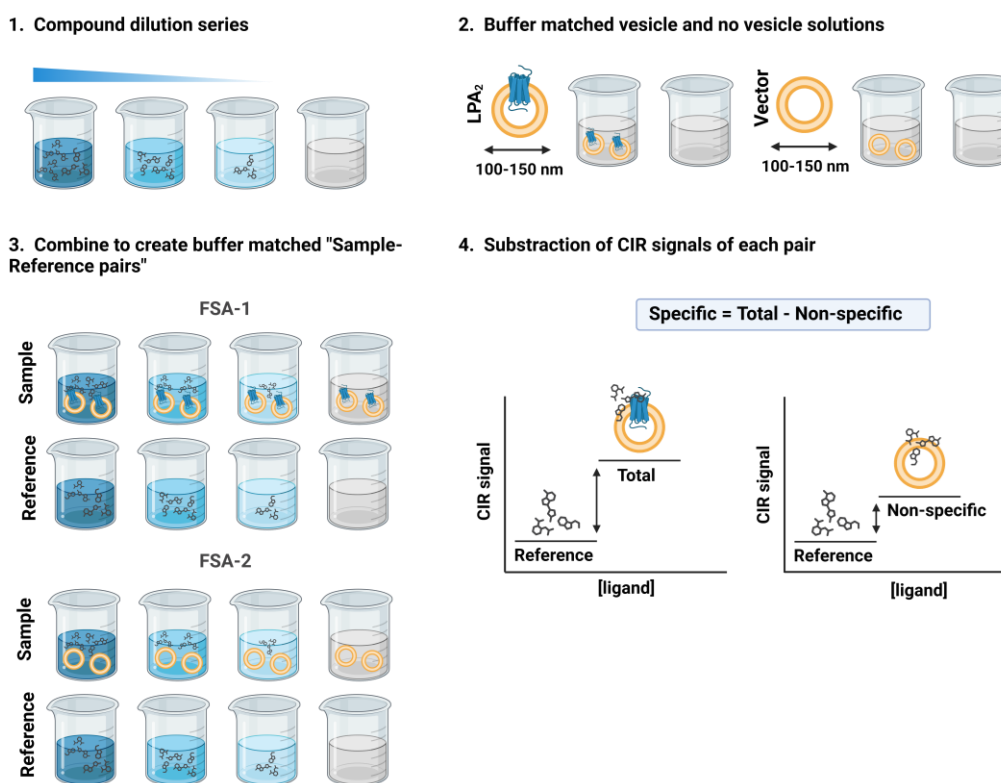 1. Compound dilution series
2. Buffer matched vesicle and no vesicle solutions
LPA₂
100-150 nm
Vector
100-150 nm
3. Combine to create buffer matched "Sample-
Reference pairs"
FSA-1
Sample
Reference
FSA-2
Sample
Reference
4. Substraction of CIR signals of each pair
Specific = Total - Non-specific
CIR signal
Total
Reference
[ligand]
CIR signal
Non-specific
Reference
[ligand]